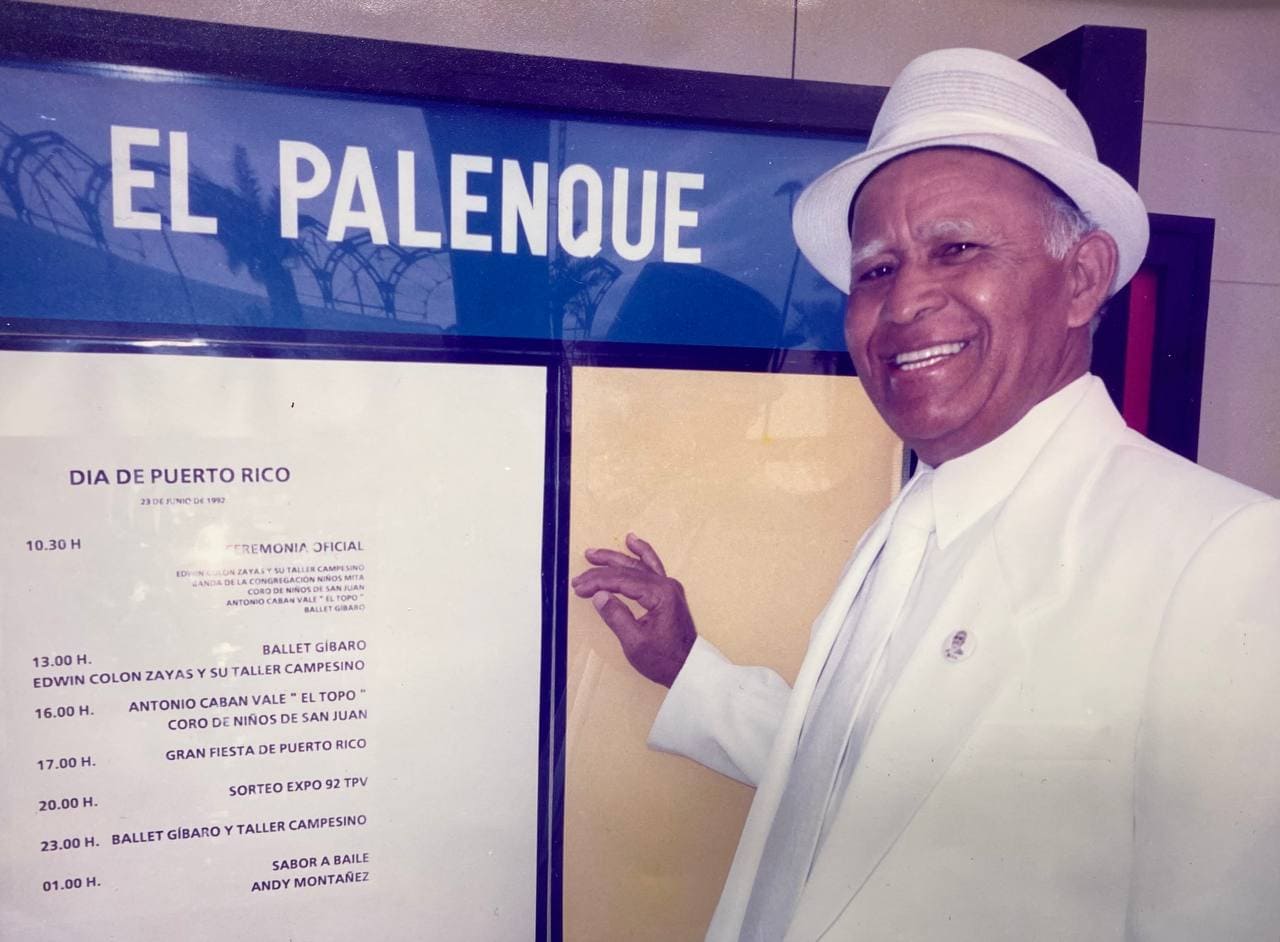 EL PALENQUE
DIA DE PUERTO RICO
23 DE JUNIO DE 1992
10.30 H CEREMONIA OFICIAL
EDWIN COLON ZAYAS Y SU TALLER CAMPESINO
BANDA DE LA CONGREGACIÓN NIÑOS MITA
CORO DE NIÑOS DE SAN JUAN
ANTONIO CABAN VALE " EL TOPO "
BALLET GÍBARO
13.00 H. BALLET GÍBARO
EDWIN COLON ZAYAS Y SU TALLER CAMPESINO
16.00 H. ANTONIO CABAN VALE " EL TOPO "
CORO DE NIÑOS DE SAN JUAN
17.00 H. GRAN FIESTA DE PUERTO RICO
20.00 H. SORTEO EXPO 92 TPV
23.00 H. BALLET GÍBARO Y TALLER CAMPESINO
SABOR A BAILE
01.00 H. ANDY MONTAÑEZ